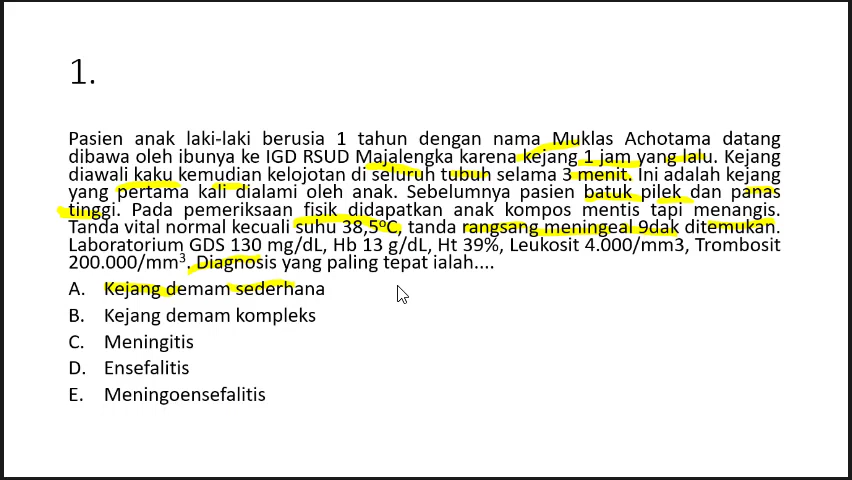 1.
Pasien anak laki-laki berusia 1 tahun dengan nama Muklas Achotama datang
dibawa oleh ibunya ke IGD RSUD Majalengka karena kejang 1 jam yang lalu. Kejang
diawali kaku kemudian kelojotan di seluruh tubuh selama 3 menit. Ini adalah kejang
yang pertama kali dialami oleh anak. Sebelumnya pasien batuk pilek dan panas
tinggi. Pada pemeriksaan fisik didapatkan anak kompos mentis tapi menangis.
Tanda vital normal kecuali suhu 38,5⁰C, tanda rangsang meningeal 9dak ditemukan.
Laboratorium GDS 130 mg/dL, Hb 13 g/dL, Ht 39%, Leukosit 4.000/mm3, Trombosit
200.000/mm³. Diagnosis yang paling tepat ialah....
A. Kejang demam sederhana
B. Kejang demam kompleks
C. Meningitis
D. Ensefalitis
E. Meningoensefalitis